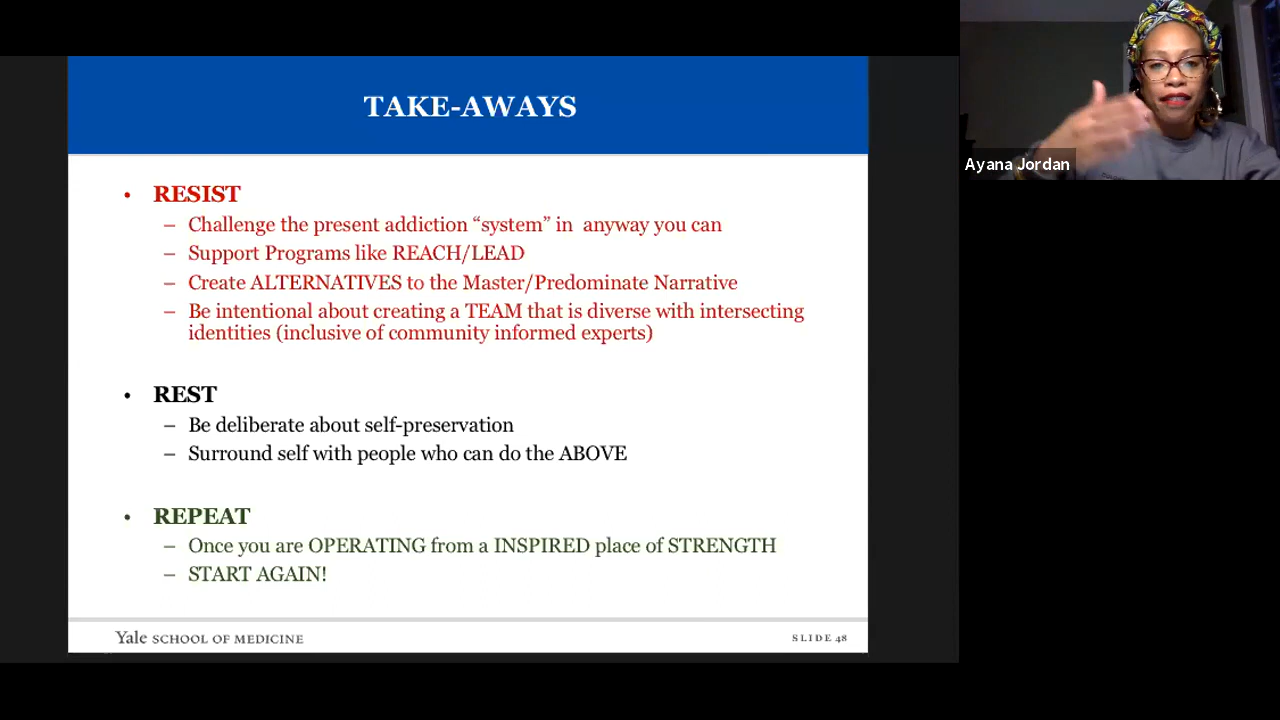 TAKE-AWAYS
• RESIST
– Challenge the present addiction “system” in anyway you can
– Support Programs like REACH/LEAD
– Create ALTERNATIVES to the Master/Predominate Narrative
– Be intentional about creating a TEAM that is diverse with intersecting
identities (inclusive of community informed experts)
• REST
– Be deliberate about self-preservation
– Surround self with people who can do the ABOVE
• REPEAT
– Once you are OPERATING from a INSPIRED place of STRENGTH
– START AGAIN!
Yale SCHOOL OF MEDICINE
SLIDE 48
Ayana Jordan